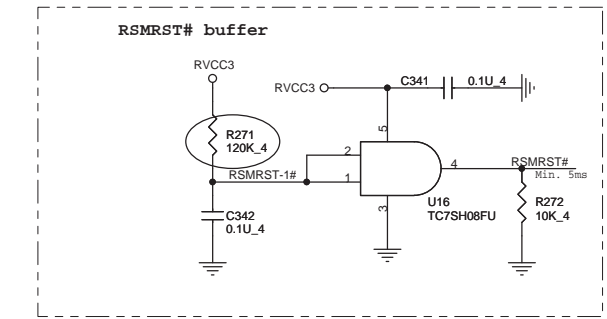 RSMRST# buffer
RVCC3
RVCC3
C341
0.1U_4
R271
120K_4
5
2
RSMRST-1#
1
4
RSMRST#
Min. 5ms
C342
0.1U_4
3
U16
TC7SH08FU
R272
10K_4